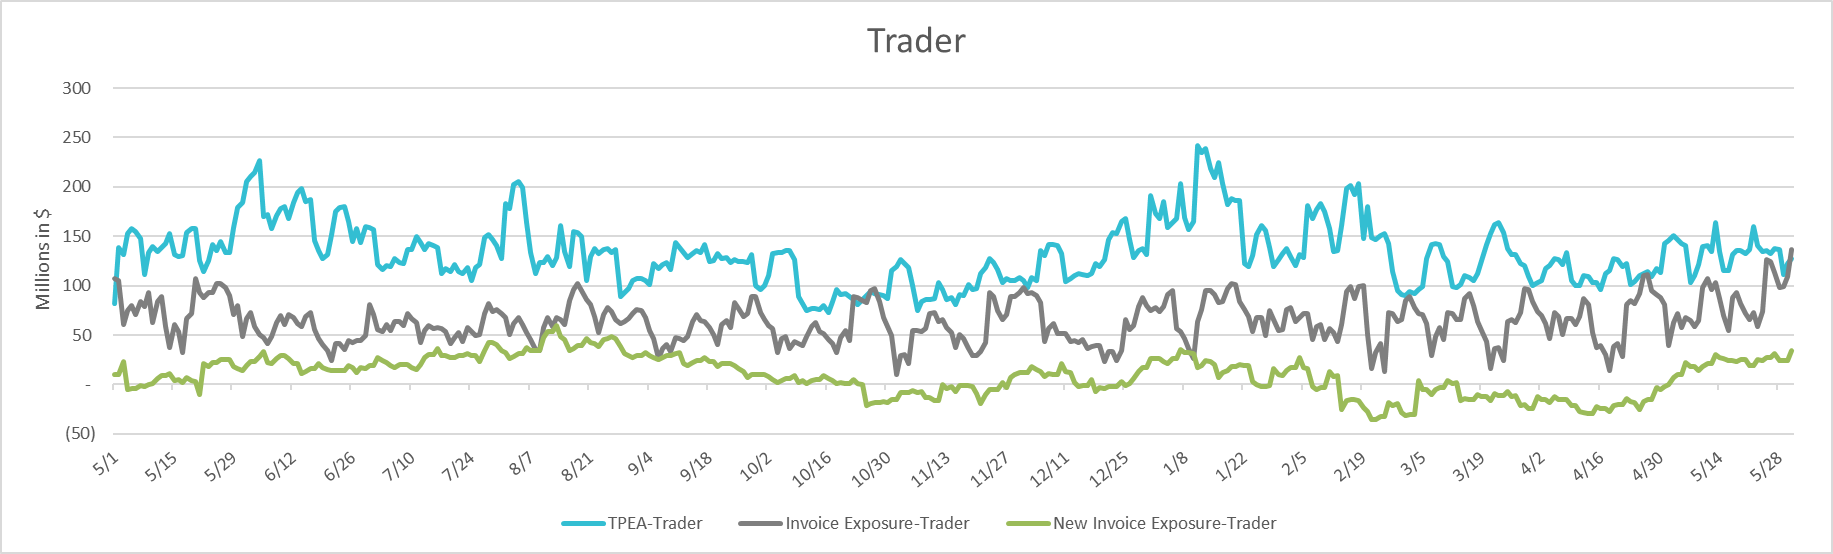 Trader
Millions in $
300
250
200
150
100
50
-
(50)
5/1 5/15 5/29 6/12 6/26 7/10 7/24 8/7 8/21 9/4 9/18 10/2 10/16 10/30 11/13 11/27 12/11 12/25 1/8 1/22 2/5 2/19 3/5 3/19 4/2 4/16 4/30 5/14 5/28
TPEA-Trader Invoice Exposure-Trader New Invoice Exposure-Trader